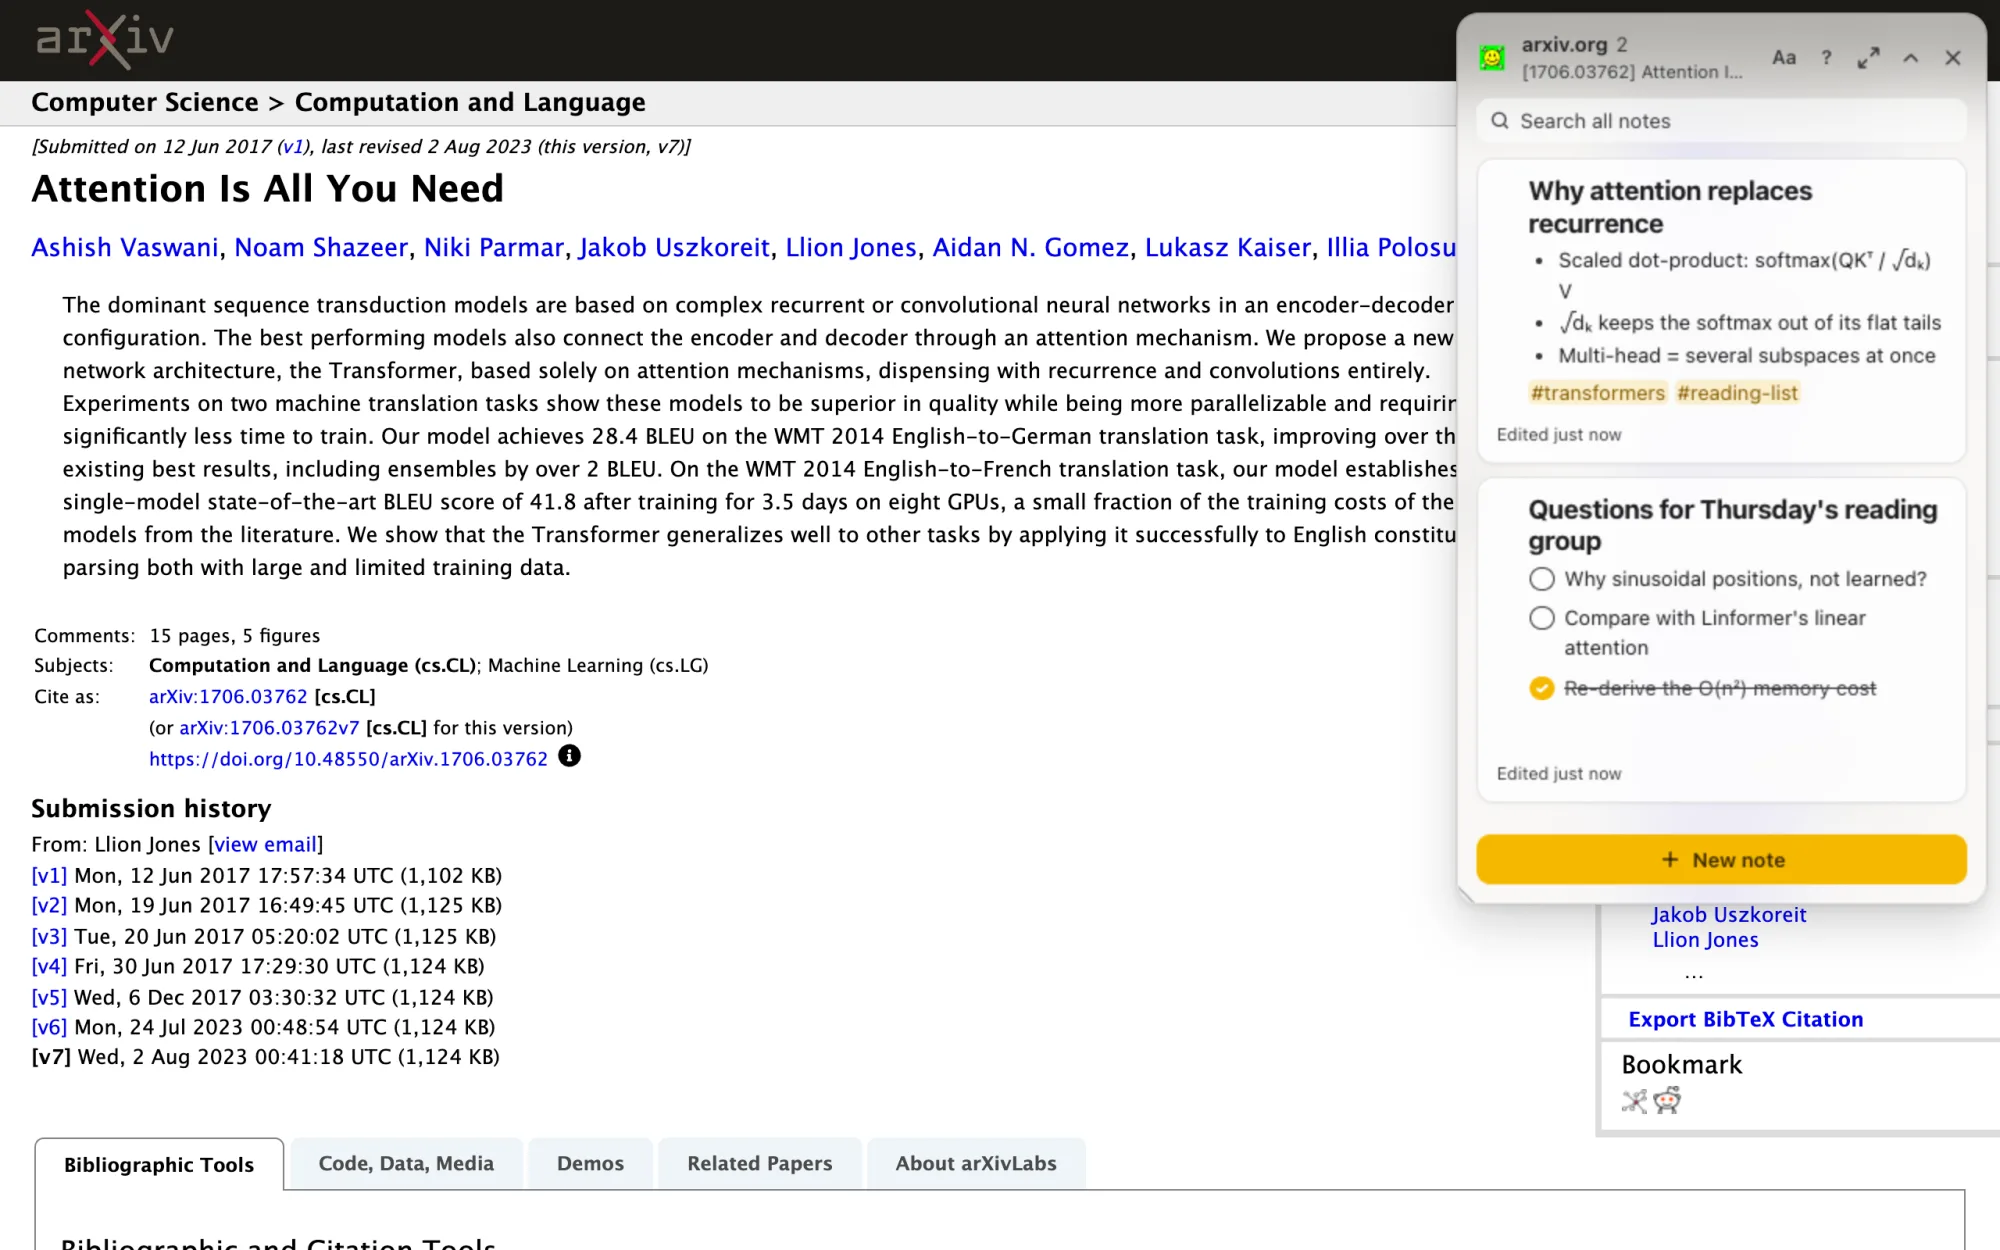 arXiv
Computer Science > Computation and Language
[Submitted on 12 Jun 2017 (v1), last revised 2 Aug 2023 (this version, v7)]
Attention Is All You Need
Ashish Vaswani, Noam Shazeer, Niki Parmar, Jakob Uszkoreit, Llion Jones, Aidan N. Gomez, Lukasz Kaiser, Illia Polosu
The dominant sequence transduction models are based on complex recurrent or convolutional neural networks in an encoder-decoder
configuration. The best performing models also connect the encoder and decoder through an attention mechanism. We propose a new
network architecture, the Transformer, based solely on attention mechanisms, dispensing with recurrence and convolutions entirely.
Experiments on two machine translation tasks show these models to be superior in quality while being more parallelizable and requirin
significantly less time to train. Our model achieves 28.4 BLEU on the WMT 2014 English-to-German translation task, improving over th
existing best results, including ensembles by over 2 BLEU. On the WMT 2014 English-to-French translation task, our model establishes
single-model state-of-the-art BLEU score of 41.8 after training for 3.5 days on eight GPUs, a small fraction of the training costs of the
models from the literature. We show that the Transformer generalizes well to other tasks by applying it successfully to English constitu
parsing both with large and limited training data.
Comments: 15 pages, 5 figures
Subjects: Computation and Language (cs.CL); Machine Learning (cs.LG)
Cite as: arXiv:1706.03762 [cs.CL]
(or arXiv:1706.03762v7 [cs.CL] for this version)
https://doi.org/10.48550/arXiv.1706.03762
Submission history
From: Llion Jones [view email]
[v1] Mon, 12 Jun 2017 17:57:34 UTC (1,102 KB)
[v2] Mon, 19 Jun 2017 16:49:45 UTC (1,125 KB)
[v3] Tue, 20 Jun 2017 05:20:02 UTC (1,125 KB)
[v4] Fri, 30 Jun 2017 17:29:30 UTC (1,124 KB)
[v5] Wed, 6 Dec 2017 03:30:32 UTC (1,124 KB)
[v6] Mon, 24 Jul 2023 00:48:54 UTC (1,124 KB)
[v7] Wed, 2 Aug 2023 00:41:18 UTC (1,124 KB)
Bibliographic Tools
Code, Data, Media
Demos
Related Papers
About arXivLabs
Bibliographic and Citation Tools
arxiv.org 2
[1706.03762] Attention I...
Aa ?
Search all notes
Why attention replaces
recurrence
• Scaled dot-product: softmax(QKᵀ / √dₖ)
V
• √dₖ keeps the softmax out of its flat tails
• Multi-head = several subspaces at once
#transformers #reading-list
Edited just now
Questions for Thursday's reading
group
Why sinusoidal positions, not learned?
Compare with Linformer's linear
attention
Re-derive the O(n²) memory cost
Edited just now
+ New note
Jakob Uszkoreit
Llion Jones
...
Export BibTeX Citation
Bookmark